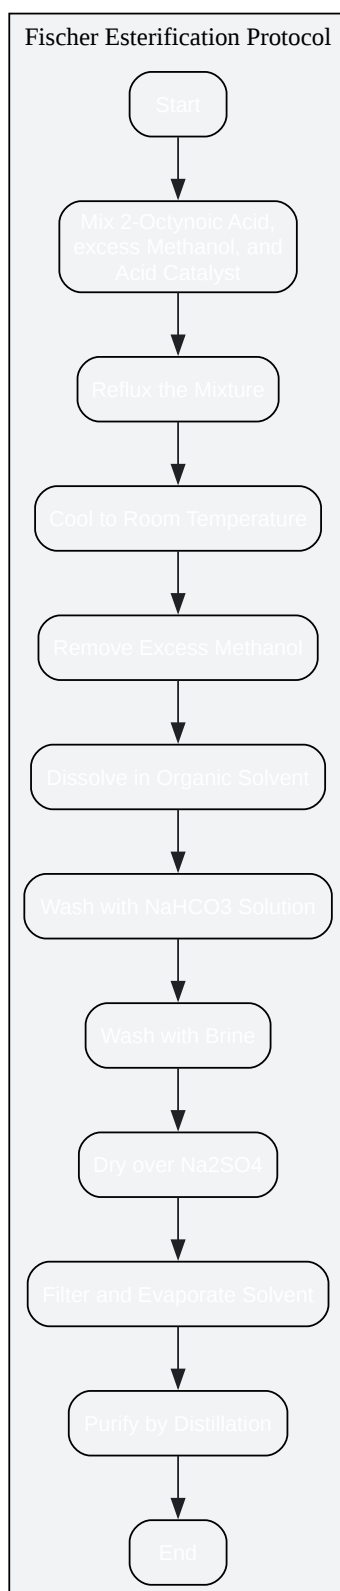 Fischer Esterification Protocol
Start
Mix 2-Octynoic Acid,
excess Methanol, and
Acid Catalyst
Reflux the Mixture
Cool to Room Temperature
Remove Excess Methanol
Dissolve in Organic Solvent
Wash with NaHCO3 Solution
Wash with Brine
Dry over Na2SO4
Filter and Evaporate Solvent
Purify by Distillation
End